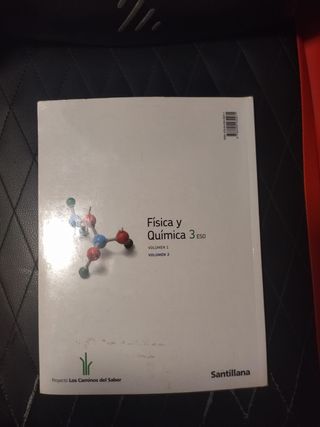 Física y
Química 3 ESO
VOLUMEN 1
VOLUMEN 2
Proyecto Los Caminos del Saber
Santillana